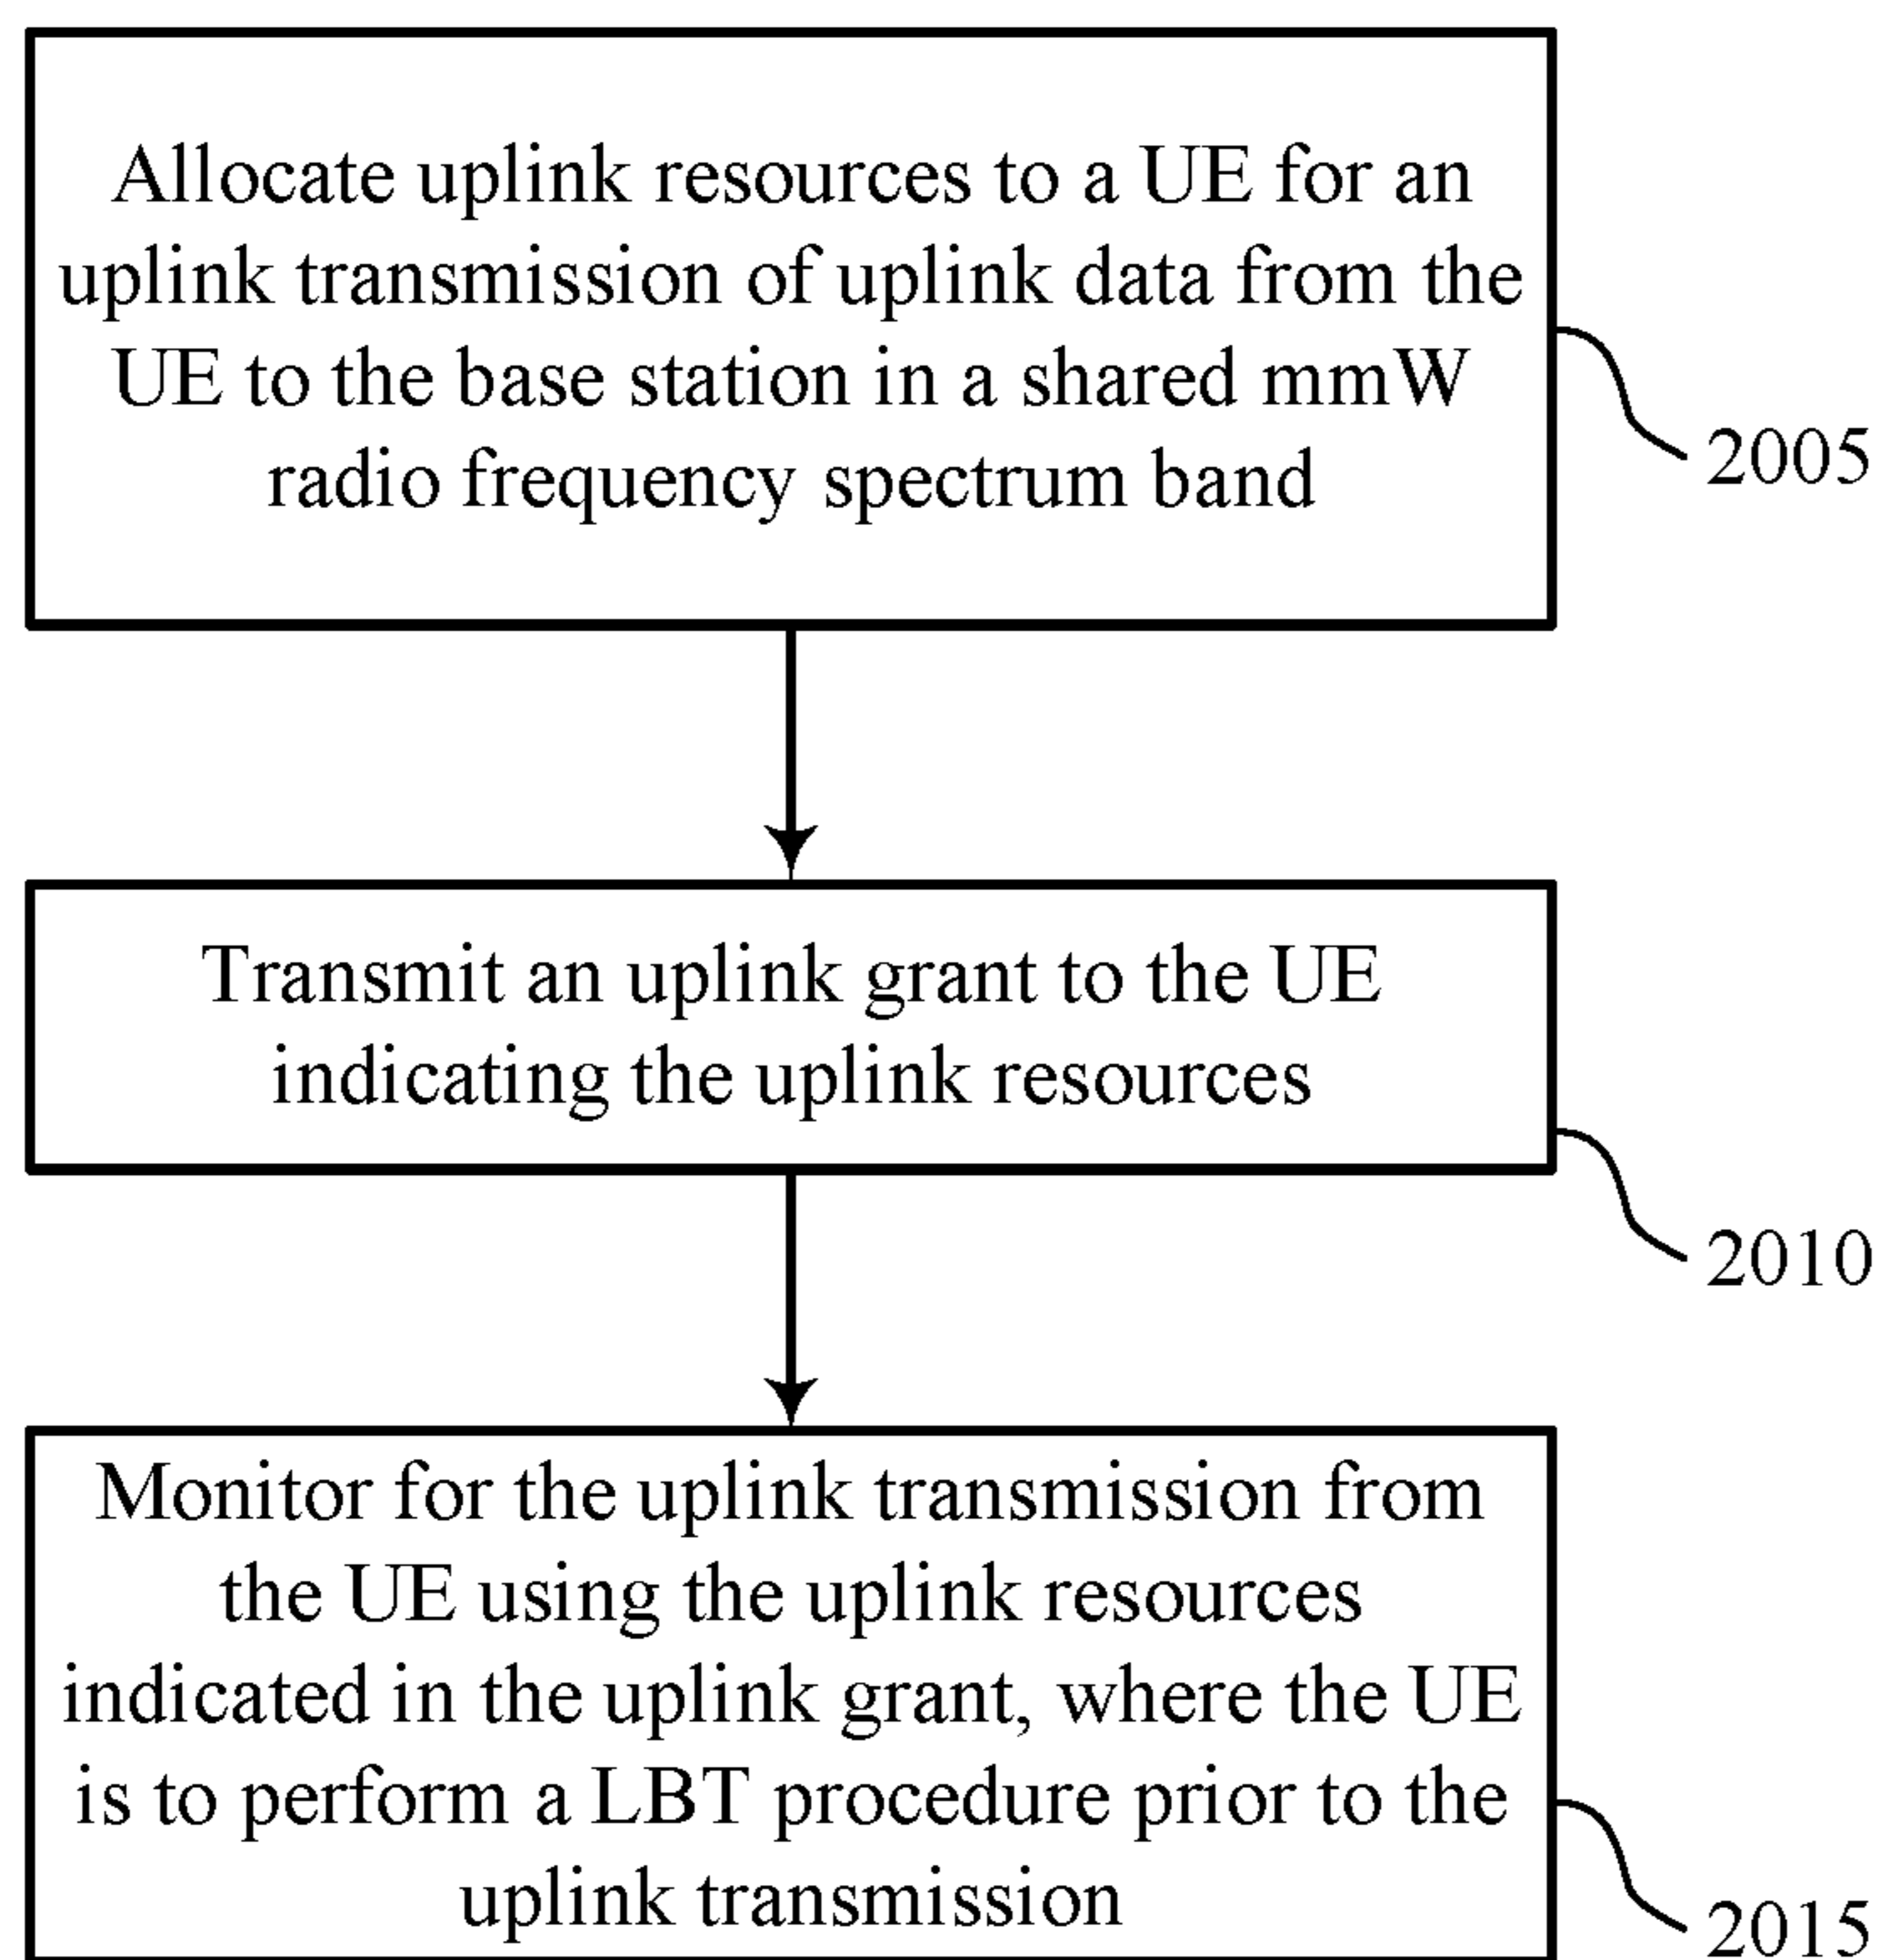 Allocate uplink resources to a UE for an
uplink transmission of uplink data from the
UE to the base station in a shared mmW
radio frequency spectrum band
2005
Transmit an uplink grant to the UE
indicating the uplink resources
2010
Monitor for the uplink transmission from
the UE using the uplink resources
indicated in the uplink grant, where the UE
is to perform a LBT procedure prior to the
uplink transmission
2015